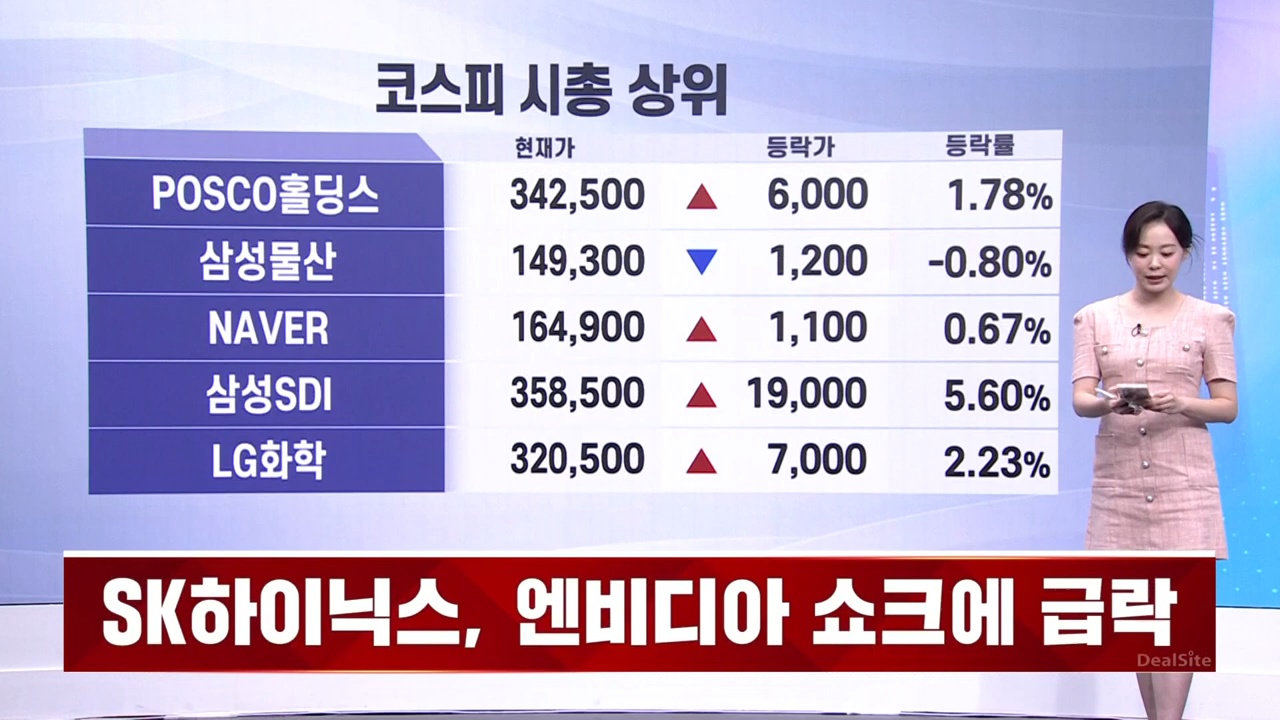 코스피 시총 상위
현재가 등락가 등락률
POSCO홀딩스 342,500 ▲ 6,000 1.78%
삼성물산 149,300 ▼ 1,200 -0.80%
NAVER 164,900 ▲ 1,100 0.67%
삼성SDI 358,500 ▲ 19,000 5.60%
LG화학 320,500 ▲ 7,000 2.23%
SK하이닉스, 엔비디아 쇼크에 급락
DealSite